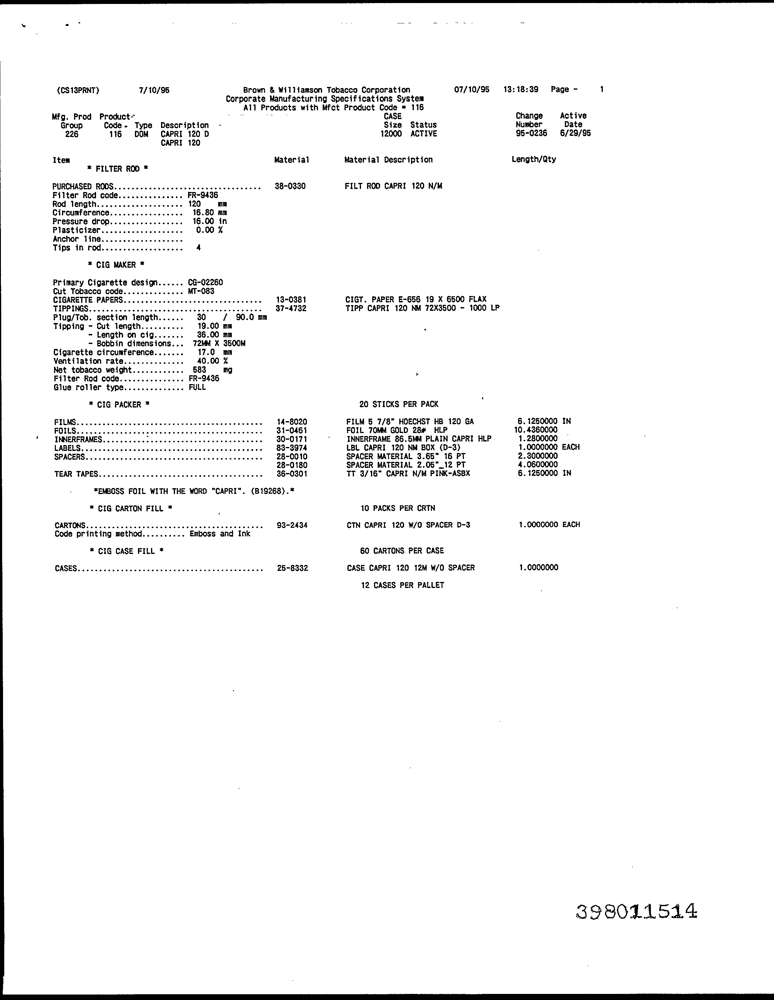 (CS13PRNT) 7/10/95 Brown & Williamson Tobacco Corporation 07/10/95 13:18:39 Page - 1
Corporate Manufacturing Specifications System
All Products with Mfct Product Code = 116
Mfg. Prod Product- CASE Change Active
Group Code - Type Description - Size Status Number Date
226 116 DOM CAPRI 120 D 12000 ACTIVE 95-0236 6/29/95
CAPRI 120
Item Material Material Description Length/Qty
* FILTER ROD *
PURCHASED RODS.................................. 38-0330 FILT ROD CAPRI 120 N/M
Filter Rod code............... FR-9436
Rod length.................... 120 mm
Circumference................. 16.80 mm
Pressure drop................. 16.00 in
Plasticizer................... 0.00 %
Anchor line...................
Tips in rod................... 4
* CIG MAKER *
Primary Cigarette design...... CG-02260
Cut Tobacco code.............. MT-083
CIGARETTE PAPERS................................ 13-0381 CIGT. PAPER E-656 19 X 6500 FLAX
TIPPINGS........................................ 37-4732 TIPP CAPRI 120 NM 72X3500 - 1000 LP
Plug/Tob. section length...... 30 / 90.0 mm
Tipping - Cut length.......... 19.00 mm
- Length on cig....... 36.00 mm
- Bobbin dimensions... 72MM X 3500M
Cigarette circumference....... 17.0 mm
Ventilation rate.............. 40.00 %
Net tobacco weight............ 583 mg
Filter Rod code............... FR-9436
Glue roller type.............. FULL
* CIG PACKER * 20 STICKS PER PACK
FILMS........................................... 14-8020 FILM 5 7/8" HOECHST HB 120 GA 6.1250000 IN
FOILS........................................... 31-0461 FOIL 70MM GOLD 28# HLP 10.4360000
INNERFRAMES..................................... 30-0171 INNERFRAME 86.5MM PLAIN CAPRI HLP 1.2800000
LABELS.......................................... 83-3974 LBL CAPRI 120 NM BOX (D-3) 1.0000000 EACH
SPACERS......................................... 28-0010 SPACER MATERIAL 3.65" 16 PT 2.3000000
28-0180 SPACER MATERIAL 2.05"_12 PT 4.0600000
TEAR TAPES...................................... 36-0301 TT 3/16" CAPRI N/M PINK-ASBX 6.1250000 IN
*EMBOSS FOIL WITH THE WORD "CAPRI". (B19268).*
* CIG CARTON FILL * 10 PACKS PER CRTN
CARTONS......................................... 93-2434 CTN CAPRI 120 W/O SPACER D-3 1.0000000 EACH
Code printing method.......... Emboss and Ink
* CIG CASE FILL * 60 CARTONS PER CASE
CASES........................................... 25-8332 CASE CAPRI 120 12M W/O SPACER 1.0000000
12 CASES PER PALLET
398011514